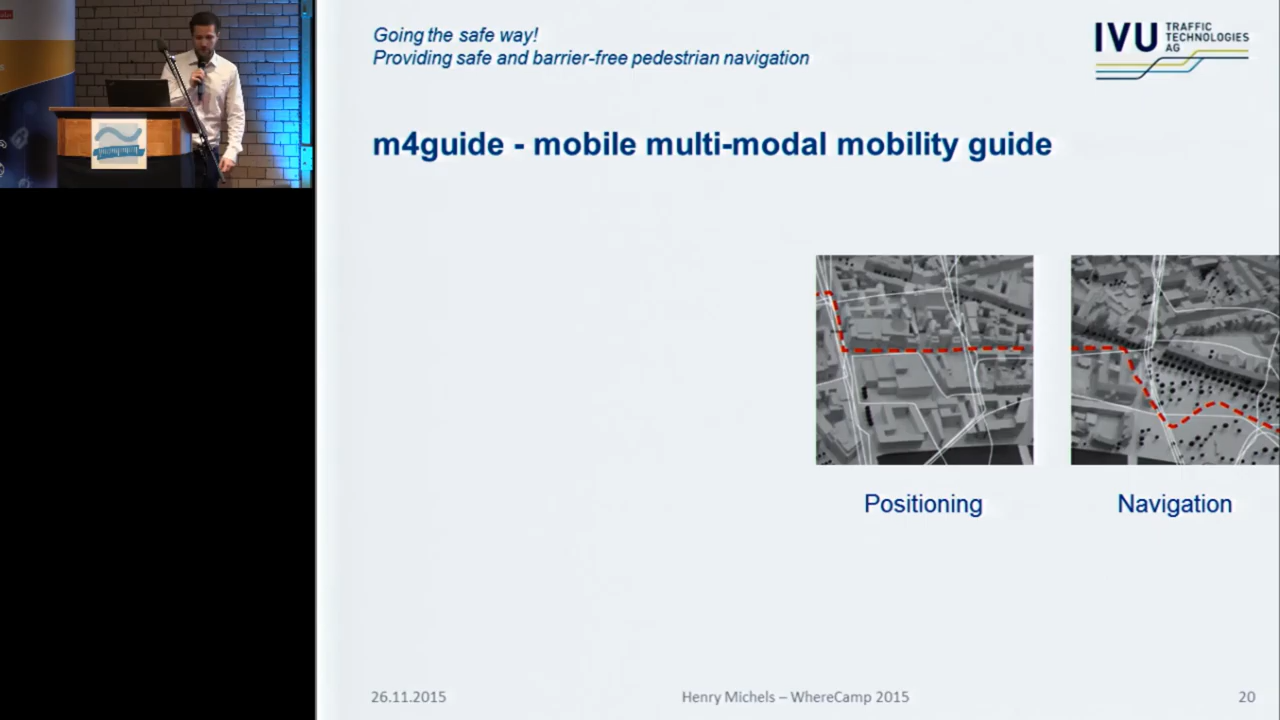 Going the safe way!
Providing safe and barrier-free pedestrian navigation
IVU TRAFFIC
TECHNOLOGIES
AG
m4guide - mobile multi-modal mobility guide
Positioning
Navigation
26.11.2015
Henry Michels – WhereCamp 2015
20